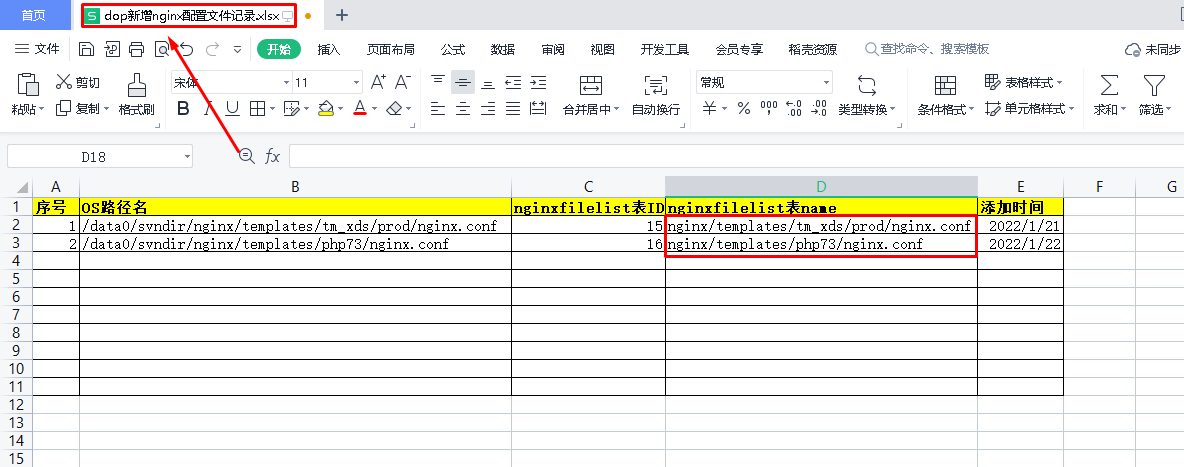 首页 S dop新增nginx配置文件记录.xlsx +
文件 开始 插入 页面布局 公式 数据 审阅 视图 开发工具 会员专享 稻壳资源 查找命令、搜索模板 未同步
剪切 宋体 11 A+ A- 常规 表格样式
粘贴 复制 格式刷 B I U A 合并居中 自动换行 ¥ % 000 ←.0 .00 .00 →.0 类型转换 条件格式 单元格样式 求和 筛选
D18 fx
A B C D E F G
1 序号 OS路径名 nginxfilelist表ID nginxfilelist表name 添加时间
2 1 /data0/svndir/nginx/templates/tm_xds/prod/nginx.conf 15 nginx/templates/tm_xds/prod/nginx.conf 2022/1/21
3 2 /data0/svndir/nginx/templates/php73/nginx.conf 16 nginx/templates/php73/nginx.conf 2022/1/22
4
5
6
7
8
9
10
11
12
13
14
15